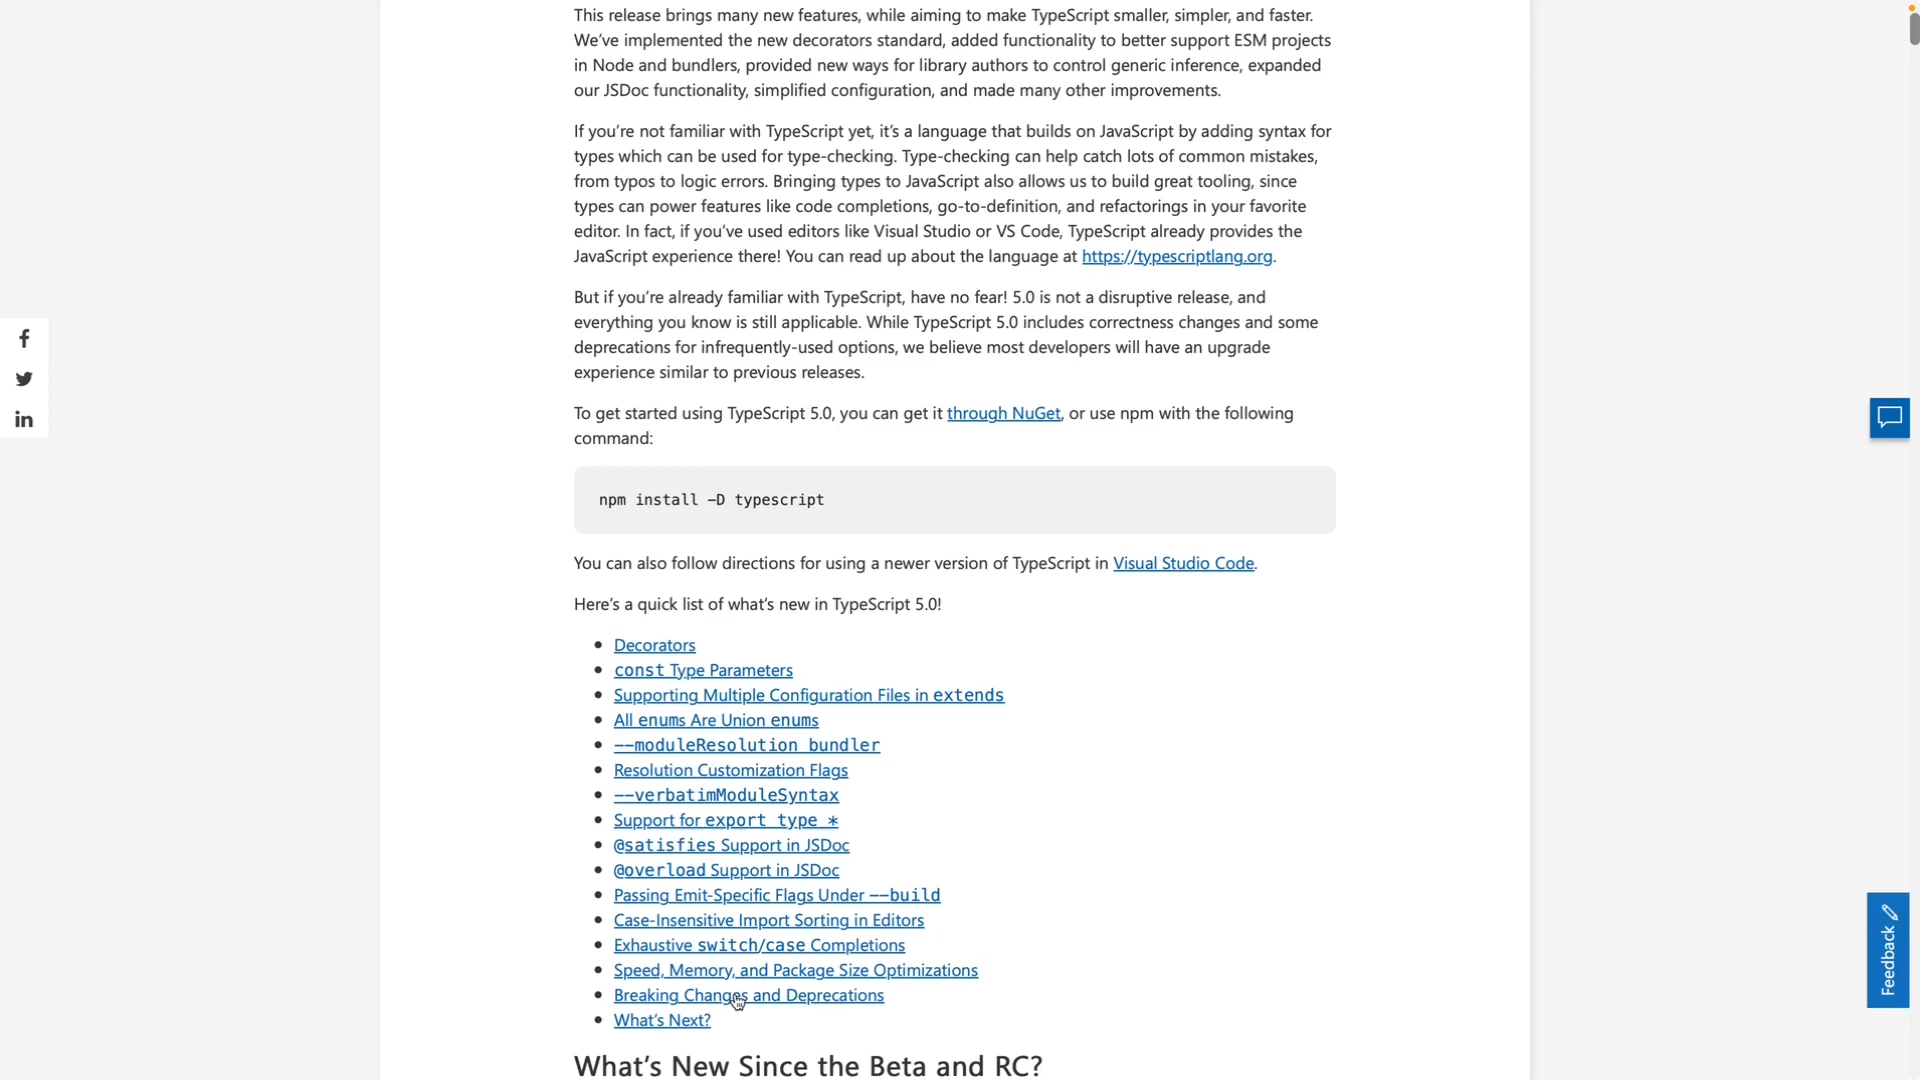 This release brings many new features, while aiming to make TypeScript smaller, simpler, and faster.
We’ve implemented the new decorators standard, added functionality to better support ESM projects
in Node and bundlers, provided new ways for library authors to control generic inference, expanded
our JSDoc functionality, simplified configuration, and made many other improvements.
If you’re not familiar with TypeScript yet, it’s a language that builds on JavaScript by adding syntax for
types which can be used for type-checking. Type-checking can help catch lots of common mistakes,
from typos to logic errors. Bringing types to JavaScript also allows us to build great tooling, since
types can power features like code completions, go-to-definition, and refactorings in your favorite
editor. In fact, if you’ve used editors like Visual Studio or VS Code, TypeScript already provides the
JavaScript experience there! You can read up about the language at https://typescriptlang.org.
But if you’re already familiar with TypeScript, have no fear! 5.0 is not a disruptive release, and
everything you know is still applicable. While TypeScript 5.0 includes correctness changes and some
deprecations for infrequently-used options, we believe most developers will have an upgrade
experience similar to previous releases.
To get started using TypeScript 5.0, you can get it through NuGet, or use npm with the following
command:
npm install –D typescript
You can also follow directions for using a newer version of TypeScript in Visual Studio Code.
Here’s a quick list of what’s new in TypeScript 5.0!
Decorators
const Type Parameters
Supporting Multiple Configuration Files in extends
All enums Are Union enums
––moduleResolution bundler
Resolution Customization Flags
––verbatimModuleSyntax
Support for export type *
@satisfies Support in JSDoc
@overload Support in JSDoc
Passing Emit-Specific Flags Under ––build
Case-Insensitive Import Sorting in Editors
Exhaustive switch/case Completions
Speed, Memory, and Package Size Optimizations
Breaking Changes and Deprecations
What’s Next?
What’s New Since the Beta and RC?
Feedback